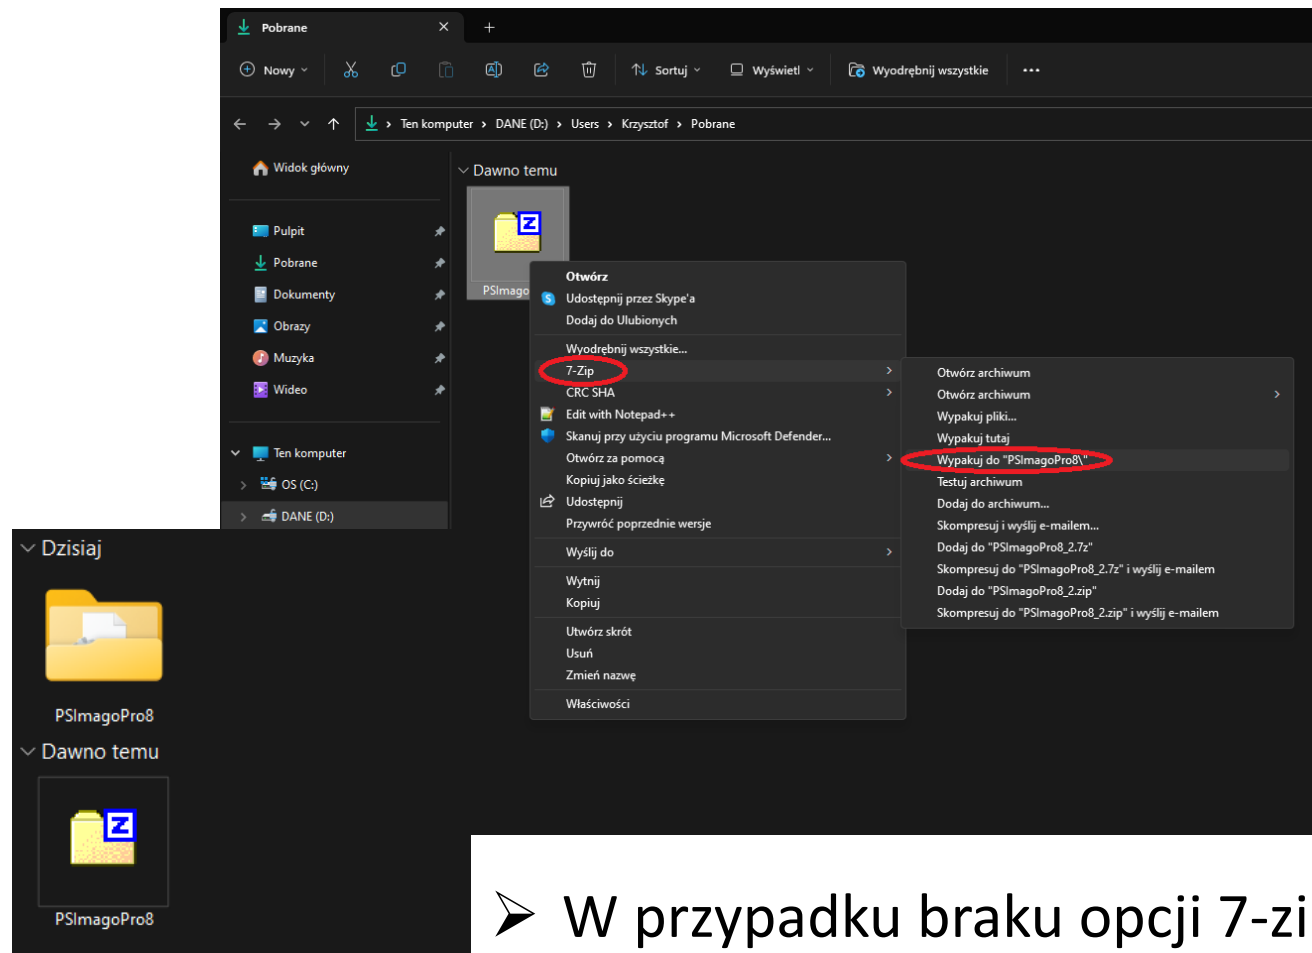 Pobrane
Nowy
Sortuj
Wyświetl
Wyodrębnij wszystkie
Ten komputer > DANE (D:) > Users > Krzysztof > Pobrane
Widok główny
Pulpit
Pobrane
Dokumenty
Obrazy
Muzyka
Wideo
Ten komputer
OS (C:)
DANE (D:)
Dawno temu
PSImago
Otwórz
Udostępnij przez Skype'a
Dodaj do Ulubionych
Wyodrębnij wszystkie...
7-Zip
CRC SHA
Edit with Notepad++
Skanuj przy użyciu programu Microsoft Defender...
Otwórz za pomocą
Kopiuj jako ścieżkę
Udostępnij
Przywróć poprzednie wersje
Wyślij do
Wytnij
Kopiuj
Utwórz skrót
Usuń
Zmień nazwę
Właściwości
Otwórz archiwum
Otwórz archiwum
Wypakuj pliki...
Wypakuj tutaj
Wypakuj do "PSImagoPro8\"
Testuj archiwum
Dodaj do archiwum...
Skompresuj i wyślij e-mailem...
Dodaj do "PSImagoPro8_2.7z"
Skompresuj do "PSImagoPro8_2.7z" i wyślij e-mailem
Dodaj do "PSImagoPro8_2.zip"
Skompresuj do "PSImagoPro8_2.zip" i wyślij e-mailem
Dzisiaj
PSImagoPro8
Dawno temu
Z
PSImagoPro8
➢ W przypadku braku opcji 7-zi